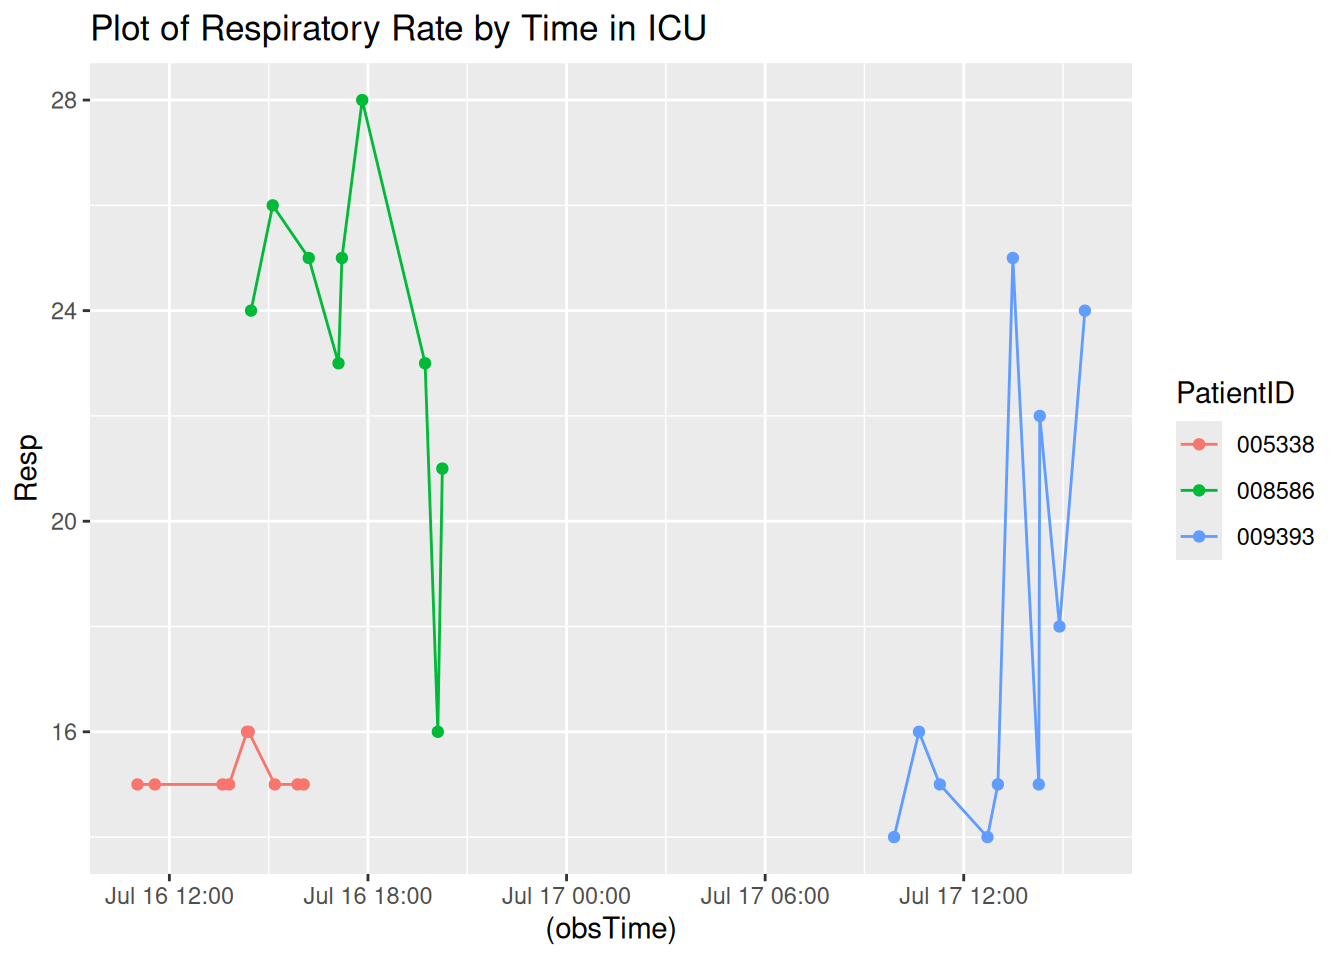 Plot of Respiratory Rate by Time in ICU
28
24
20
16
Resp
Jul 16 12:00 Jul 16 18:00 Jul 17 00:00 Jul 17 06:00 Jul 17 12:00
(obsTime)
PatientID
005338
008586
009393